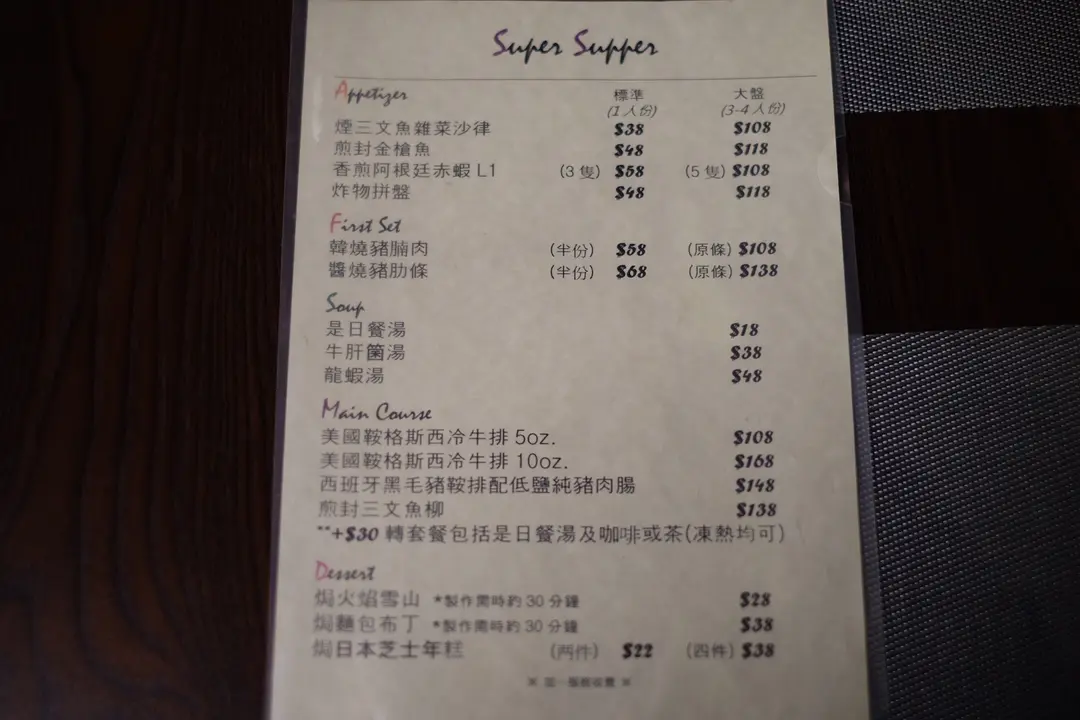 Super Supper
Appetizer 標準 大盤
(1人份) (3-4人份)
煙三文魚雜菜沙律 $38 $108
煎封金槍魚 $48 $118
香煎阿根廷赤蝦 L1 (3隻) $58 (5隻) $108
炸物拼盤 $48 $118
First Set
韓燒豬腩肉 (半份) $58 (原條) $108
醬燒豬肋條 (半份) $68 (原條) $138
Soup
是日餐湯 $18
牛肝菌湯 $38
龍蝦湯 $48
Main Course
美國鞍格斯西冷牛排 5oz. $108
美國鞍格斯西冷牛排 10oz. $168
西班牙黑毛豬鞍排配低鹽純豬肉腸 $148
煎封三文魚柳 $138
**+$30 轉套餐包括是日餐湯及咖啡或茶(凍熱均可)
Dessert
焗火焰雪山 *製作需時約 30 分鐘 $28
焗麵包布丁 *製作需時約 30 分鐘 $38
焗日本芝士年糕 (两件) $22 (四件) $38
※ 加一服務收費 ※